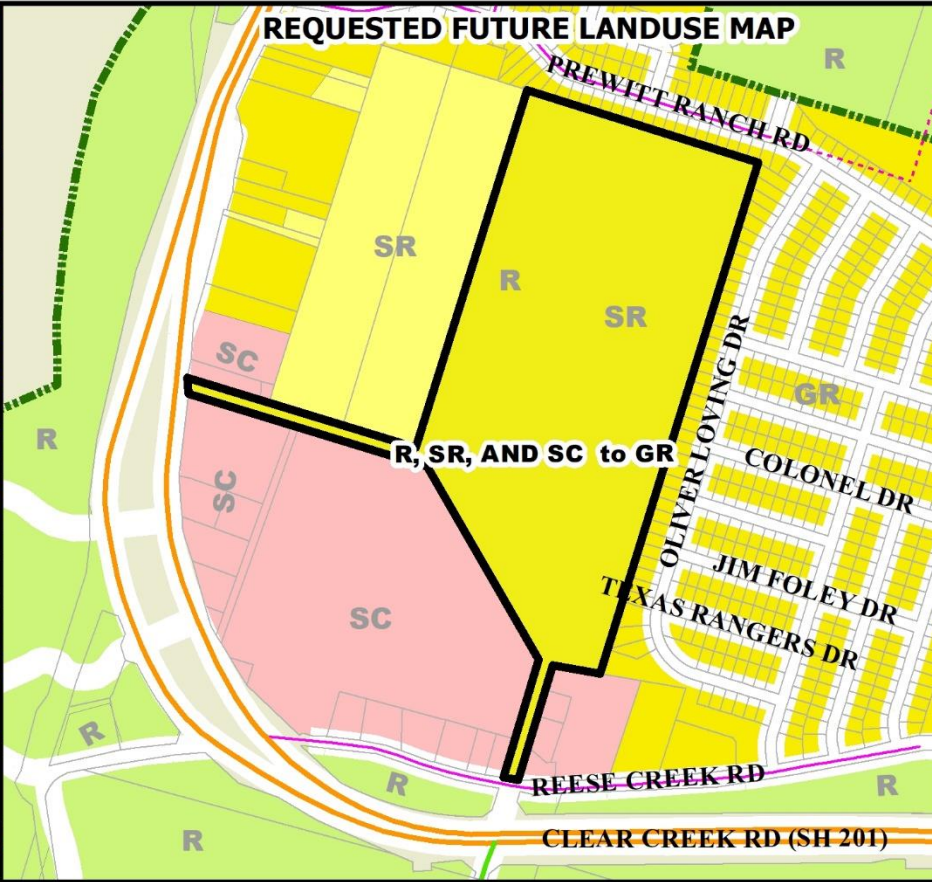 REQUESTED FUTURE LANDUSE MAP
R
PREWITT RANCH RD
SR
R
SR
SC
OLIVER LOVING DR
GR
R
R, SR, AND SC to GR
COLONEL DR
SC
JIM FOLEY DR
TEXAS RANGERS DR
SC
R
R
REESE CREEK RD
R
R
CLEAR CREEK RD (SH 201)